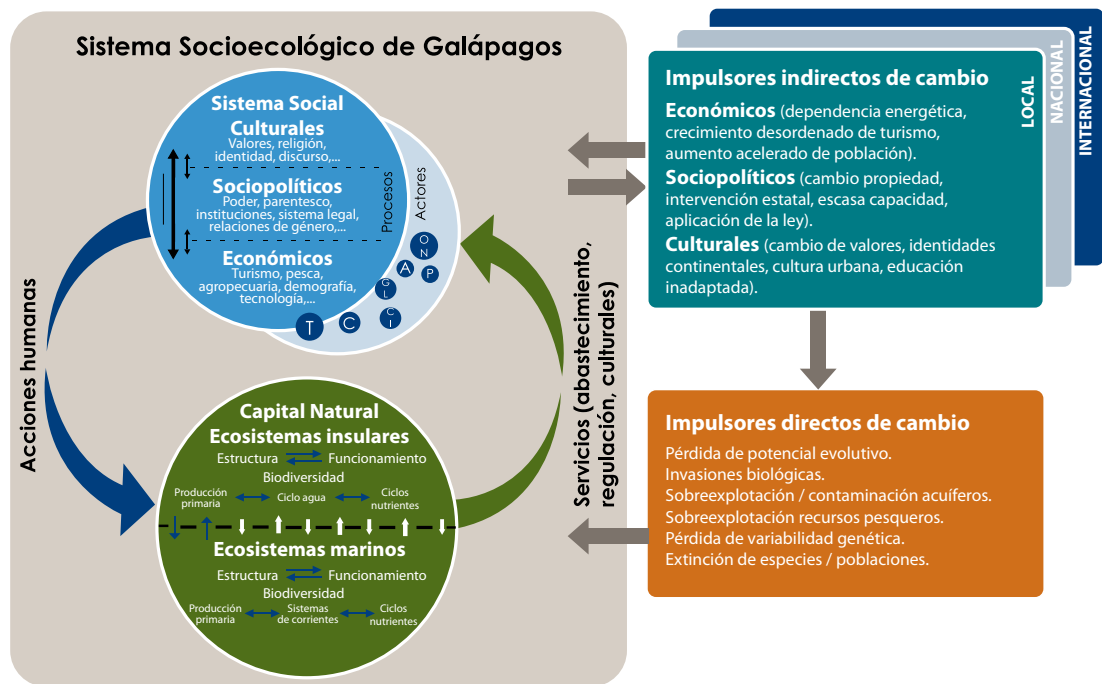 Sistema Socioecológico de Galápagos
Sistema Social
Culturales
Valores, religión,
identidad, discurso,...
Sociopolíticos
Poder, parentesco,
instituciones, sistema legal,
relaciones de género,...
Económicos
Turismo, pesca,
agropecuaria, demografía,
tecnología,...
Procesos
Actores
ON
P
A
GL
CI
C
T
Acciones humanas
Capital Natural
Ecosistemas insulares
Estructura Funcionamiento
Biodiversidad
Producción primaria
Ciclo agua
Ciclos nutrientes
Ecosistemas marinos
Estructura Funcionamiento
Biodiversidad
Producción primaria
Sistemas de corrientes
Ciclos nutrientes
Servicios (abastecimiento,
regulación, culturales)
Impulsores indirectos de cambio
Económicos (dependencia energética,
crecimiento desordenado de turismo,
aumento acelerado de población).
Sociopolíticos (cambio propiedad,
intervención estatal, escasa capacidad,
aplicación de la ley).
Culturales (cambio de valores, identidades
continentales, cultura urbana, educación
inadaptada).
LOCAL
NACIONAL
INTERNACIONAL
Impulsores directos de cambio
Pérdida de potencial evolutivo.
Invasiones biológicas.
Sobreexplotación / contaminación acuíferos.
Sobreexplotación recursos pesqueros.
Pérdida de variabilidad genética.
Extinción de especies / poblaciones.